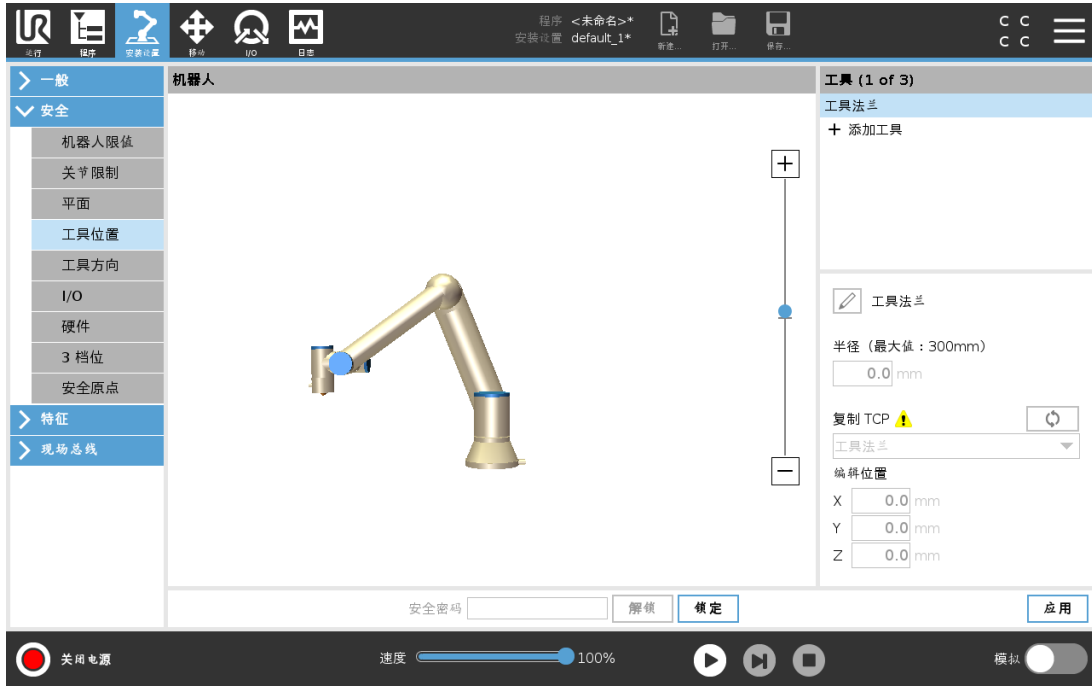 UR
运行
程序
安装设置
移动
I/O
日志
程序 <未命名>*
安装设置 default_1*
新建...
打开...
保存...
C C
C C
一般
安全
机器人限值
关节限制
平面
工具位置
工具方向
I/O
硬件
3 档位
安全原点
特征
现场总线
机器人
工具 (1 of 3)
工具法兰
添加工具
工具法兰
半径（最大值：300mm）
0.0 mm
复制 TCP
工具法兰
编辑位置
X 0.0 mm
Y 0.0 mm
Z 0.0 mm
安全密码
解锁
锁定
应用
关闭电源
速度
100%
模拟